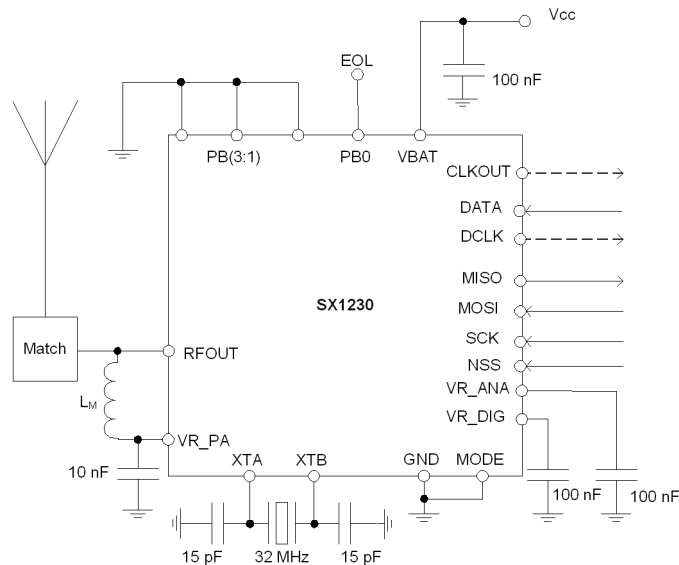 Vcc
EOL
100 nF
PB(3:1)
PB0
VBAT
CLKOUT
DATA
DCLK
MISO
SX1230
MOSI
SCK
Match
RFOUT
NSS
VR_ANA
LM
VR_DIG
VR_PA
XTA
XTB
GND
MODE
10 nF
100 nF
100 nF
15 pF
32 MHz
15 pF